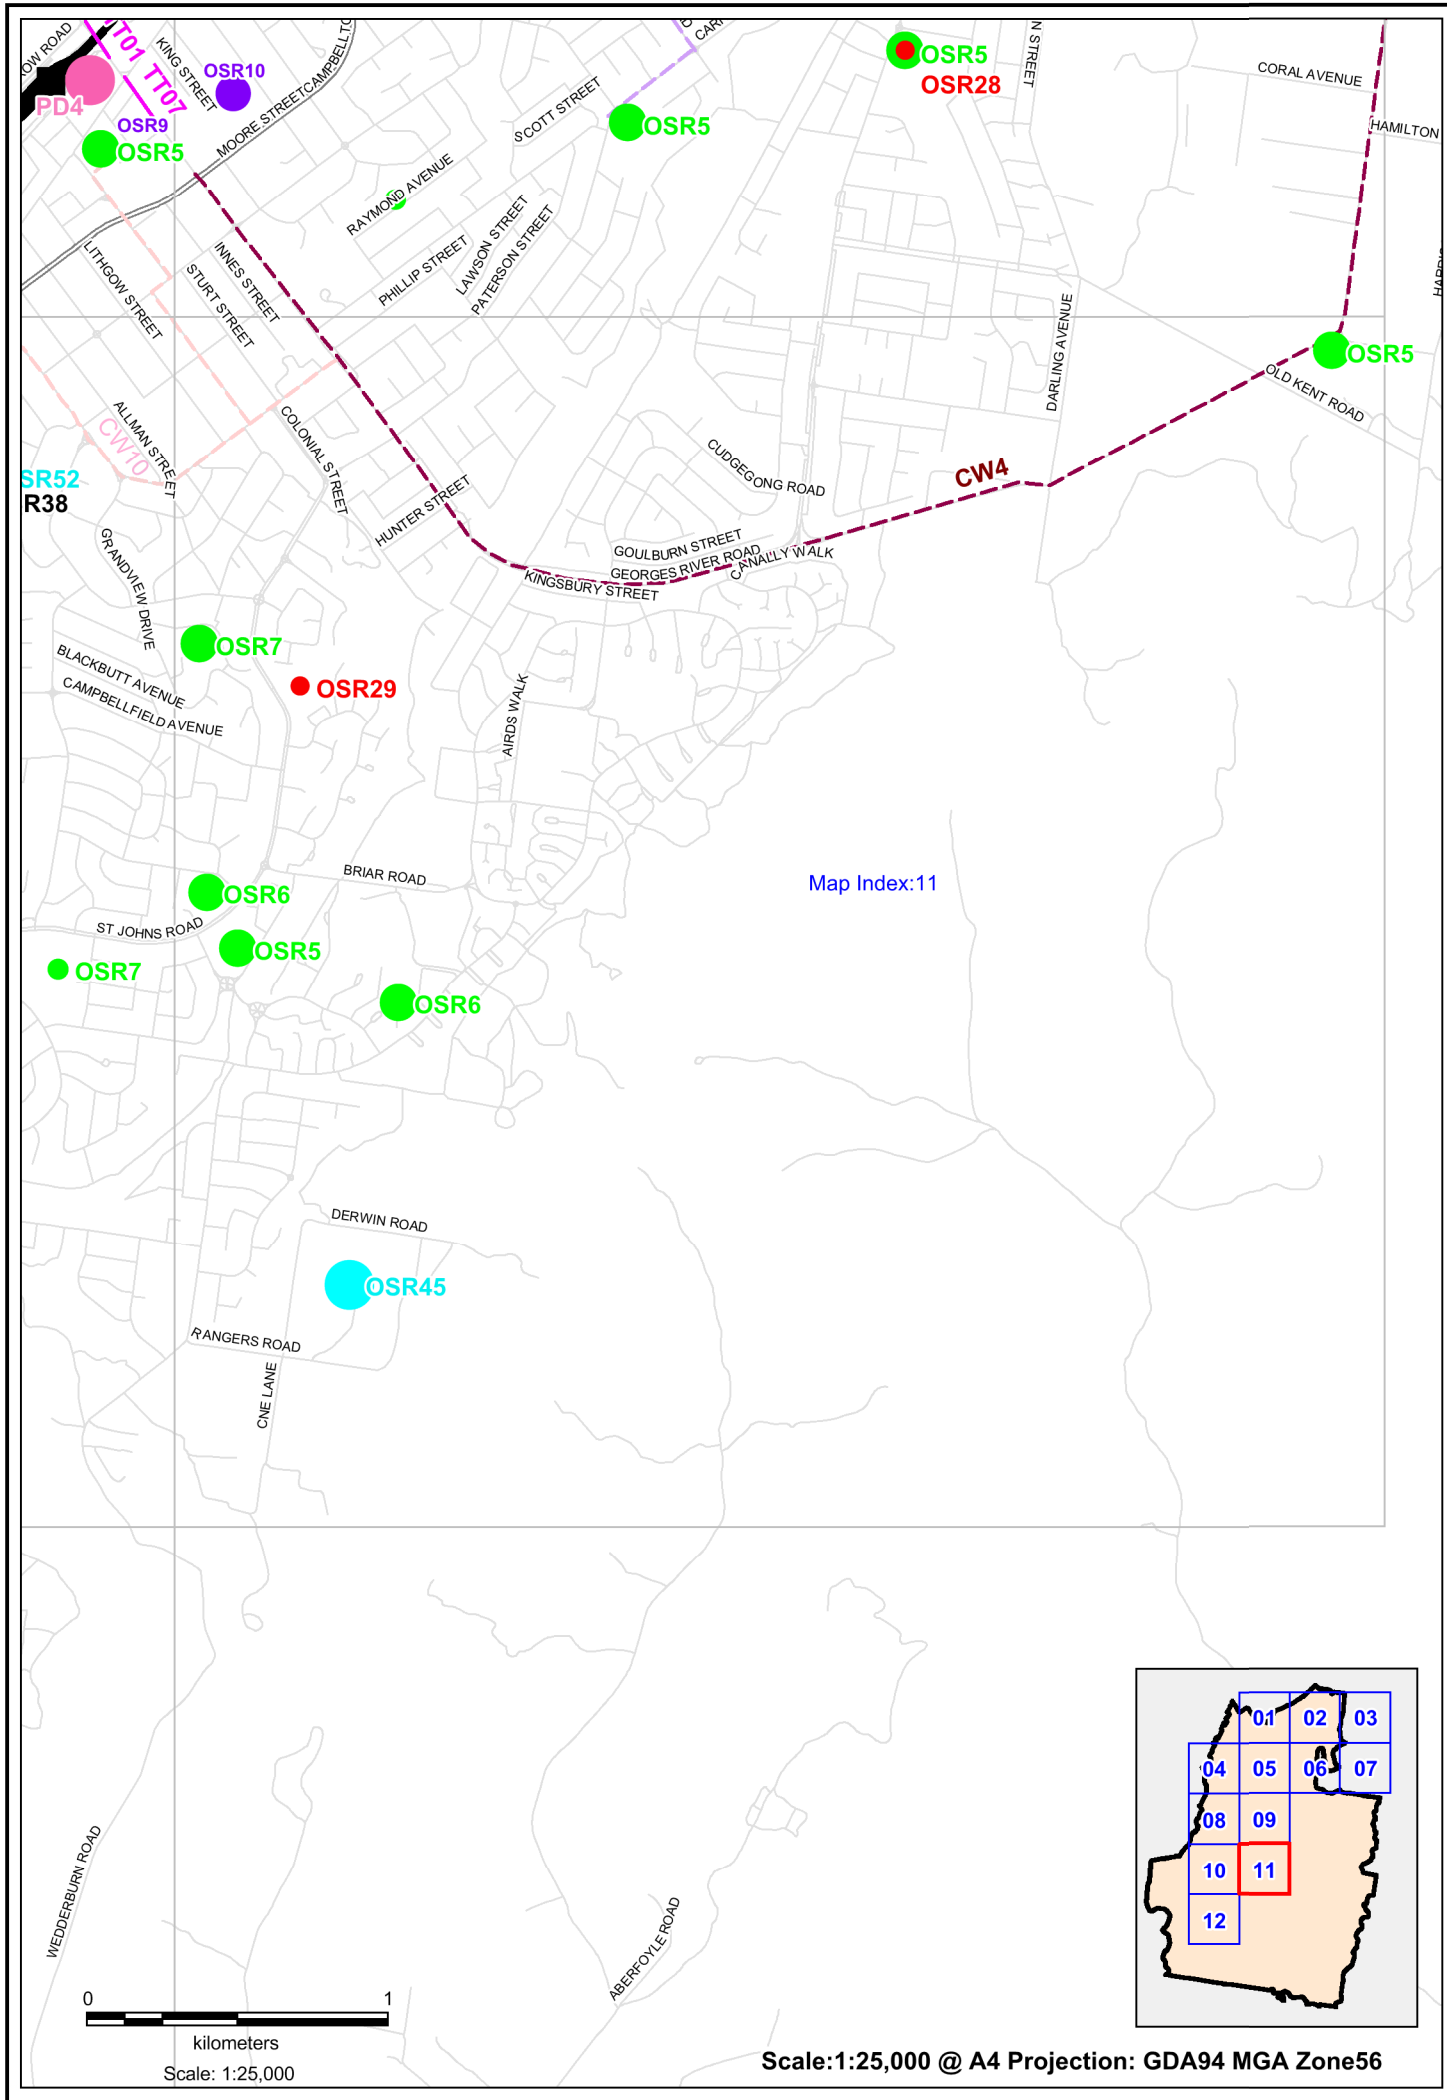 OW ROAD
T01 TT07
KING STREET
OSR10
PD4
OSR9
OSR5
MOORE STREET
CAMPBELLTO
SCOTT STREET
CAR
OSR5
OSR5
OSR28
N STREET
CORAL AVENUE
HAMILTON
RAYMOND AVENUE
LITHGOW STREET
INNES STREET
STURT STREET
PHILLIP STREET
LAWSON STREET
PATERSON STREET
DARLING AVENUE
OSR5
OLD KENT ROAD
ALLMAN STREET
CW10
COLONIAL STREET
SR52
R38
HUNTER STREET
CUDGEGONG ROAD
CW4
GRANDVIEW DRIVE
GOULBURN STREET
GEORGES RIVER ROAD
CANALLY WALK
KINGSBURY STREET
OSR7
BLACKBUTT AVENUE
CAMPBELLFIELD AVENUE
OSR29
AIRDS WALK
BRIAR ROAD
Map Index:11
OSR6
ST JOHNS ROAD
OSR5
OSR7
OSR6
DERWIN ROAD
OSR45
RANGERS ROAD
CNE LANE
01 02 03
04 05 06 07
08 09
10 11
12
WEDDERBURN ROAD
ABERFOYLE ROAD
0 1
kilometers
Scale: 1:25,000
Scale:1:25,000 @ A4 Projection: GDA94 MGA Zone56